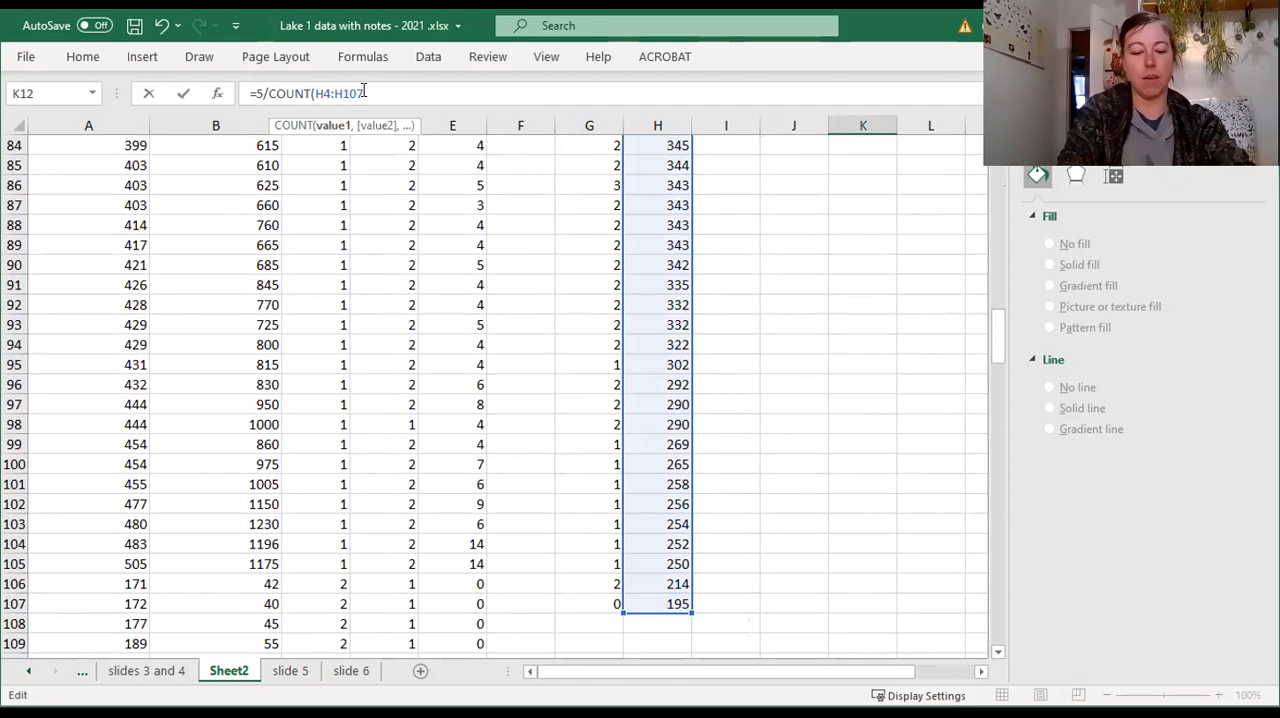 AutoSave Off Lake 1 data with notes - 2021 .xlsx Search
File Home Insert Draw Page Layout Formulas Data Review View Help ACROBAT
K12 fx =5/COUNT(H4:H107
COUNT(value1, [value2], ...)
A B E F G H I J K L
84 399 615 1 2 4 2 345
85 403 610 1 2 4 2 344
86 403 625 1 2 5 3 343
87 403 660 1 2 3 2 343
88 414 760 1 2 4 2 343
89 417 665 1 2 4 2 343
90 421 685 1 2 5 2 342
91 426 845 1 2 4 2 335
92 428 770 1 2 4 2 332
93 429 725 1 2 5 2 332
94 429 800 1 2 4 2 322
95 431 815 1 2 4 1 302
96 432 830 1 2 6 2 292
97 444 950 1 2 8 2 290
98 444 1000 1 1 4 2 290
99 454 860 1 2 4 1 269
100 454 975 1 2 7 1 265
101 455 1005 1 2 6 1 258
102 477 1150 1 2 9 1 256
103 480 1230 1 2 6 1 254
104 483 1196 1 2 14 1 252
105 505 1175 1 2 14 1 250
106 171 42 2 1 0 2 214
107 172 40 2 1 0 0 195
108 177 45 2 1 0
109 189 55 2 1 0
Fill
No fill
Solid fill
Gradient fill
Picture or texture fill
Pattern fill
Line
No line
Solid line
Gradient line
... slides 3 and 4 Sheet2 slide 5 slide 6
Edit Display Settings 100%